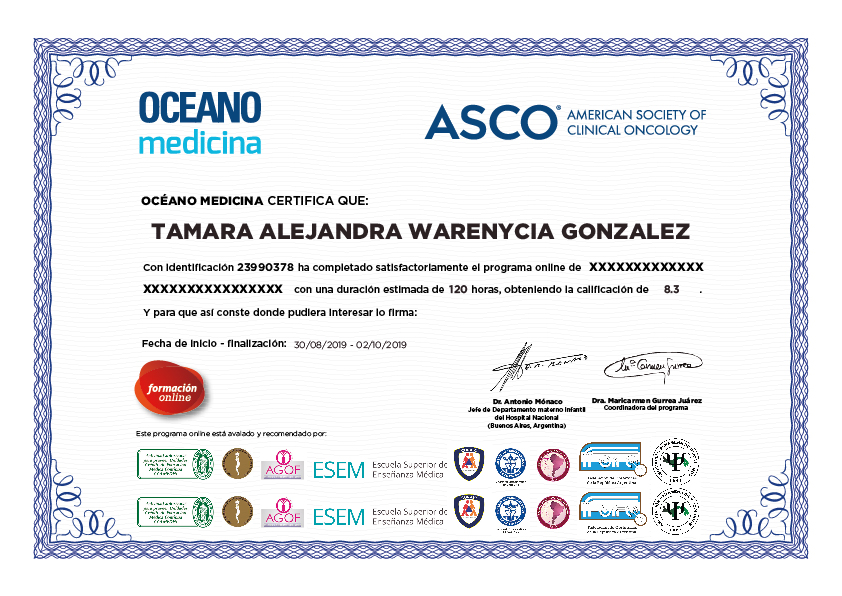 OCEANO
medicina
ASCO® AMERICAN SOCIETY OF
CLINICAL ONCOLOGY
OCÉANO MEDICINA CERTIFICA QUE:
TAMARA ALEJANDRA WARENYCIA GONZALEZ
Con identificación 23990378 ha completado satisfactoriamente el programa online de XXXXXXXXXXXXX
XXXXXXXXXXXXXXXX con una duración estimada de 120 horas, obteniendo la calificación de 8.3 .
Y para que así conste donde pudiera interesar lo firma:
Fecha de inicio - finalización: 30/08/2019 - 02/10/2019
formación
online
Dr. Antonio Mónaco
Jefe de Departamento materno infantil
del Hospital Nacional
(Buenos Aires, Argentina)
Dra. Maricarmen Gurrea Juárez
Coordinadora del programa
Este programa online está avalado y recomendado por:
AGOF
ESEM Escuela Superior de
Enseñanza Médica
AGOF
ESEM Escuela Superior de
Enseñanza Médica